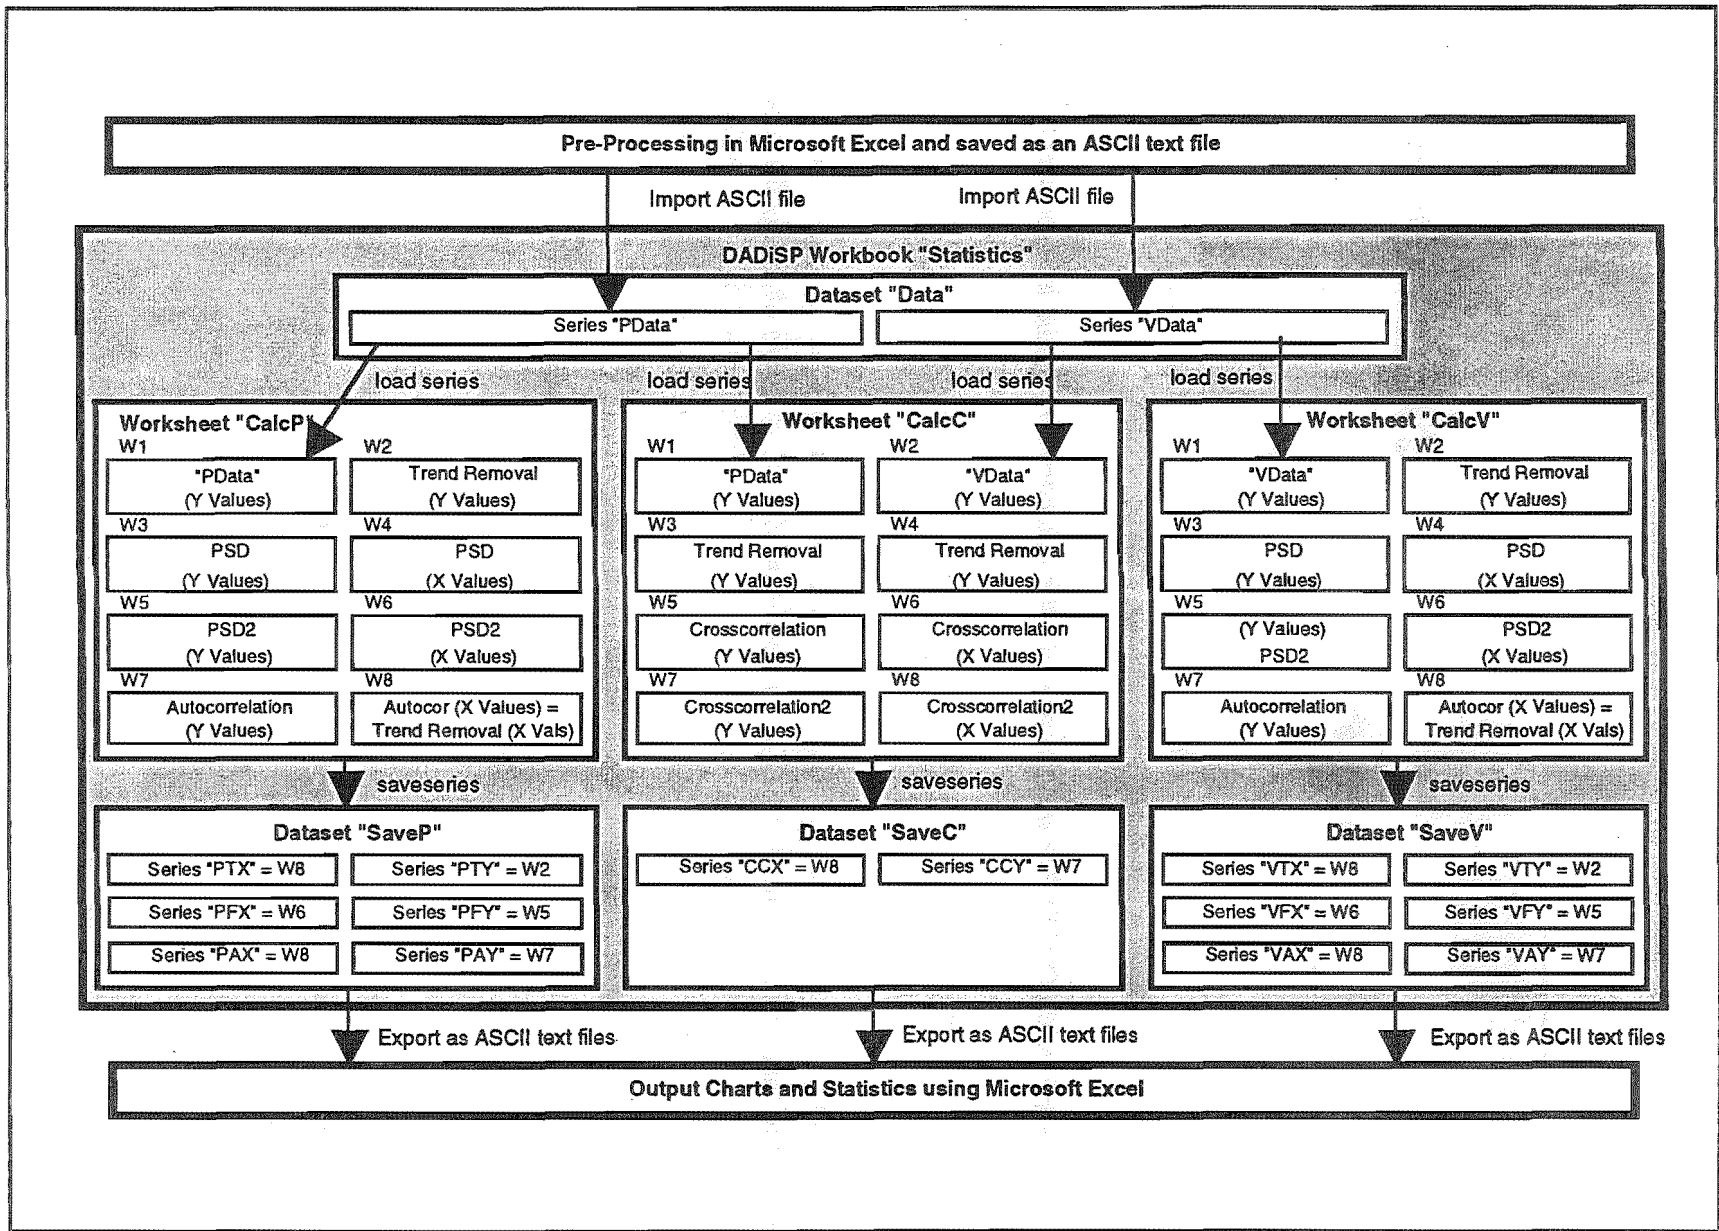 Pre-Processing in Microsoft Excel and saved as an ASCII text file
Import ASCII file
Import ASCII file
DADiSP Workbook "Statistics"
Dataset "Data"
Series "PData"
Series "VData"
load series
load series
load series
load series
Worksheet "CalcP"
W1
W2
"PData"
(Y Values)
Trend Removal
(Y Values)
W3
W4
PSD
(Y Values)
PSD
(X Values)
W5
W6
PSD2
(Y Values)
PSD2
(X Values)
W7
W8
Autocorrelation
(Y Values)
Autocor (X Values) =
Trend Removal (X Vals)
Worksheet "CalcC"
W1
W2
"PData"
(Y Values)
"VData"
(Y Values)
W3
W4
Trend Removal
(Y Values)
Trend Removal
(Y Values)
W5
W6
Crosscorrelation
(Y Values)
Crosscorrelation
(X Values)
W7
W8
Crosscorrelation2
(Y Values)
Crosscorrelation2
(X Values)
Worksheet "CalcV"
W1
W2
"VData"
(Y Values)
Trend Removal
(Y Values)
W3
W4
PSD
(Y Values)
PSD
(X Values)
W5
W6
(Y Values)
PSD2
PSD2
(X Values)
W7
W8
Autocorrelation
(Y Values)
Autocor (X Values) =
Trend Removal (X Vals)
saveseries
saveseries
saveseries
Dataset "SaveP"
Series "PTX" = W8
Series "PTY" = W2
Series "PFX" = W6
Series "PFY" = W5
Series "PAX" = W8
Series "PAY" = W7
Dataset "SaveC"
Series "CCX" = W8
Series "CCY" = W7
Dataset "SaveV"
Series "VTX" = W8
Series "VTY" = W2
Series "VFX" = W6
Series "VFY" = W5
Series "VAX" = W8
Series "VAY" = W7
Export as ASCII text files
Export as ASCII text files
Export as ASCII text files
Output Charts and Statistics using Microsoft Excel